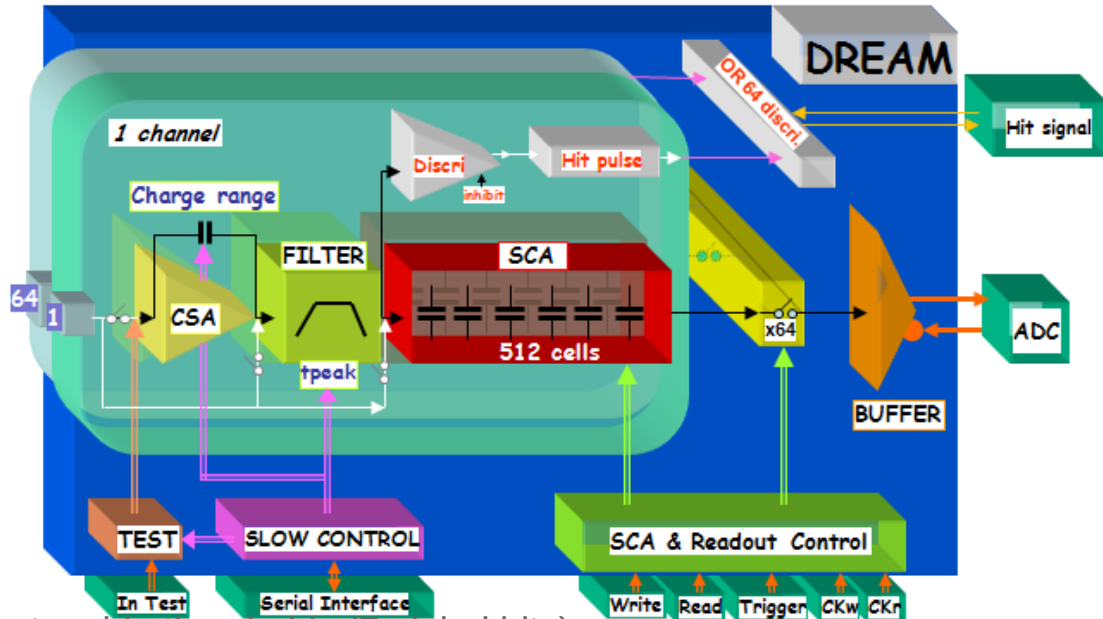 DREAM
OR 64 discri.
Hit signal
1 channel
Discri
Hit pulse
inhibit
Charge range
FILTER
SCA
64
1
CSA
x64
ADC
512 cells
tpeak
BUFFER
TEST
SLOW CONTROL
SCA & Readout Control
In Test
Serial Interface
Write
Read
Trigger
CKw
CKr